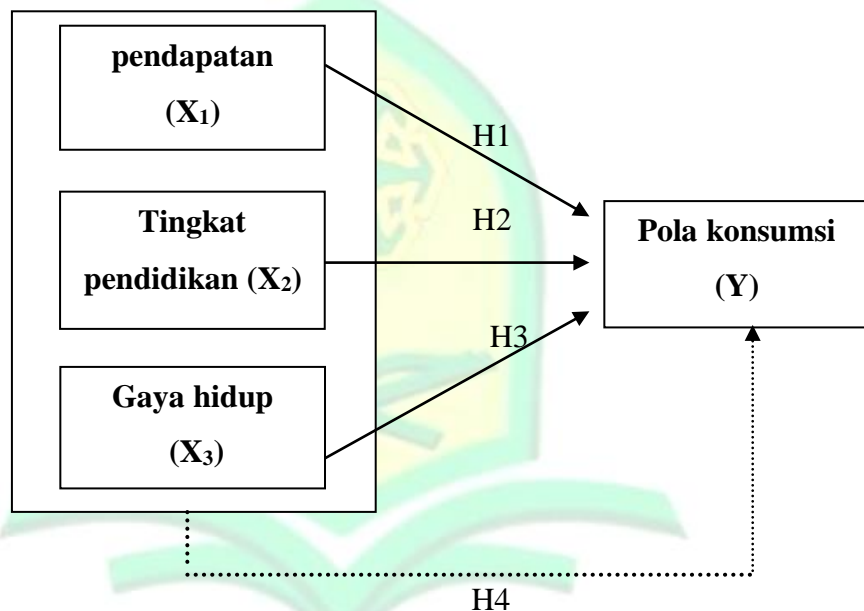 pendapatan
(X₁)
H1
Tingkat
pendidikan (X₂)
H2
Pola konsumsi
(Y)
H3
Gaya hidup
(X₃)
H4